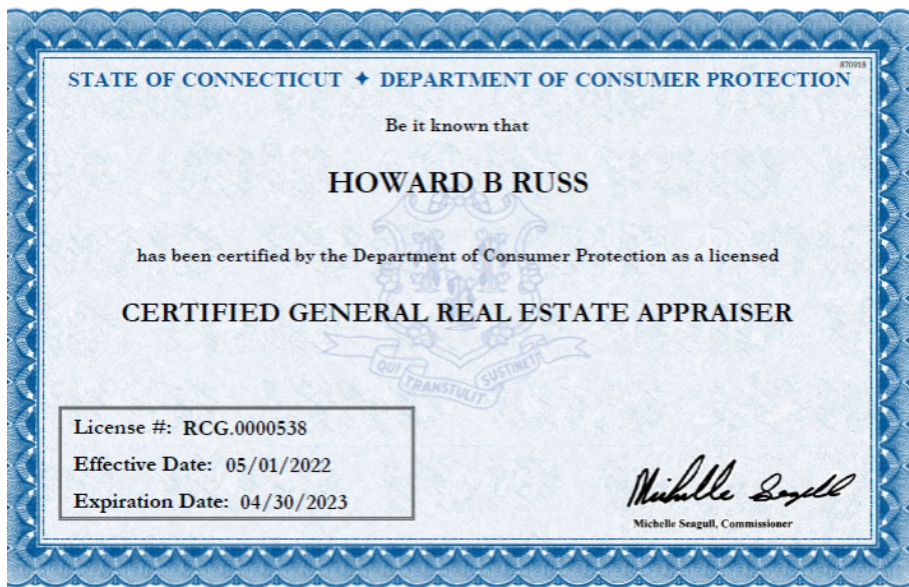 870918
STATE OF CONNECTICUT ✦ DEPARTMENT OF CONSUMER PROTECTION
Be it known that
HOWARD B RUSS
has been certified by the Department of Consumer Protection as a licensed
CERTIFIED GENERAL REAL ESTATE APPRAISER
QUI TRANSTULIT SUSTINET
License #: RCG.0000538
Effective Date: 05/01/2022
Expiration Date: 04/30/2023
Michelle Seagull
Michelle Seagull, Commissioner